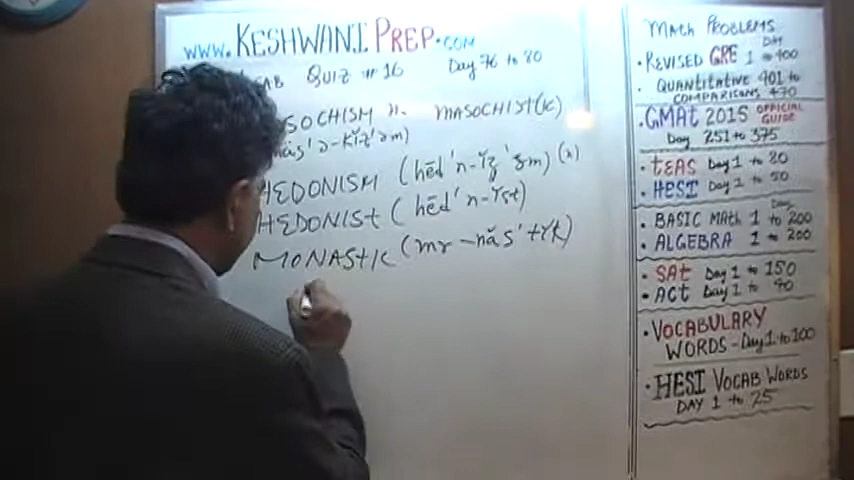 www.KESHWANI PREP.COM
QUIZ #16 Day 76 to 80
MASOCHIST(IC)
HEDONISM (hēd'n-ĭz'əm) (n)
HEDONIST (hēd'n-ĭst)
MONASTIC (mə-năs'tĭk)
MATH PROBLEMS
DAY
• REVISED GRE 1 to 400
• QUANTITATIVE 401 to
COMPARISONS 470
• GMAT 2015 OFFICIAL GUIDE
Day 251 to 375
• TEAS Day 1 to 20
• HESI Day 1 to 50
Day
• BASIC MATH 1 to 200
• ALGEBRA 1 to 200
• SAT Day 1 to 150
• ACT Day 1 to 90
• VOCABULARY
WORDS - Day 1 to 100
• HESI VOCAB WORDS
DAY 1 to 25